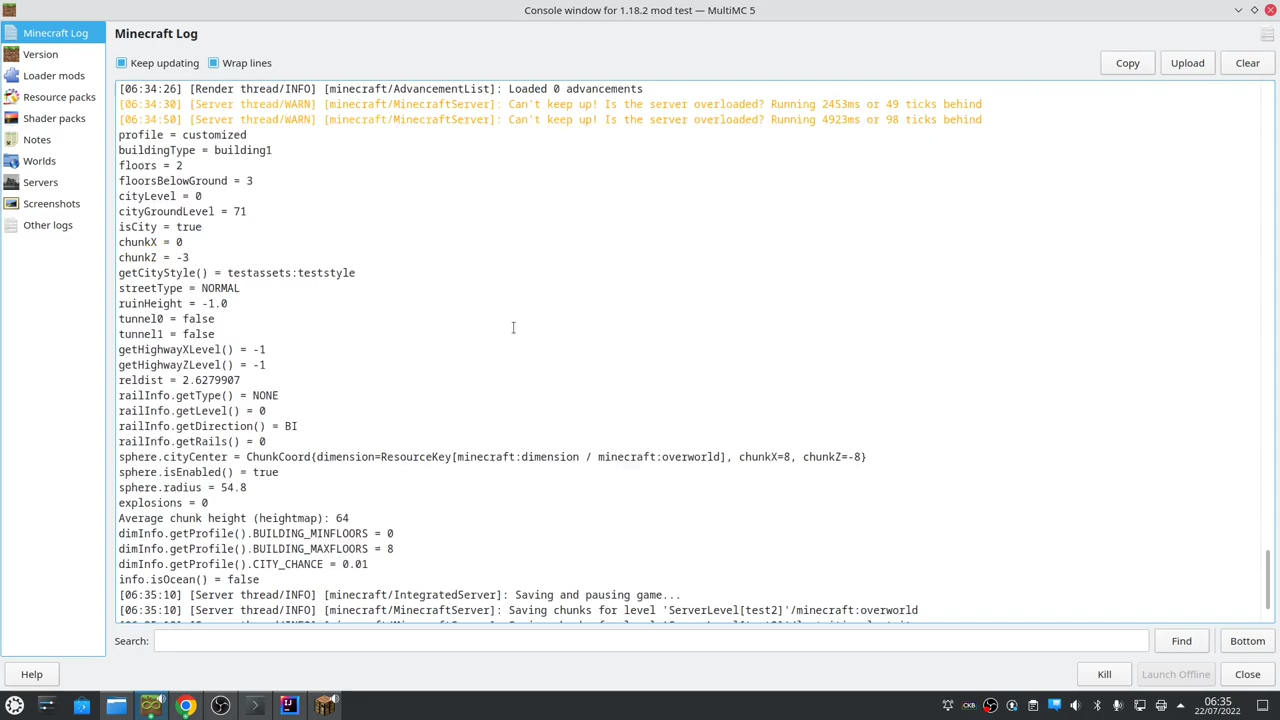 Console window for 1.18.2 mod test — MultiMC 5
Minecraft Log
Version
Loader mods
Resource packs
Shader packs
Notes
Worlds
Servers
Screenshots
Other logs
Minecraft Log
Keep updating
Wrap lines
Copy
Upload
Clear
[06:34:26] [Render thread/INFO] [minecraft/AdvancementList]: Loaded 0 advancements
[06:34:30] [Server thread/WARN] [minecraft/MinecraftServer]: Can't keep up! Is the server overloaded? Running 2453ms or 49 ticks behind
[06:34:50] [Server thread/WARN] [minecraft/MinecraftServer]: Can't keep up! Is the server overloaded? Running 4923ms or 98 ticks behind
profile = customized
buildingType = building1
floors = 2
floorsBelowGround = 3
cityLevel = 0
cityGroundLevel = 71
isCity = true
chunkX = 0
chunkZ = -3
getCityStyle() = testassets:teststyle
streetType = NORMAL
ruinHeight = -1.0
tunnel0 = false
tunnel1 = false
getHighwayXLevel() = -1
getHighwayZLevel() = -1
reldist = 2.6279907
railInfo.getType() = NONE
railInfo.getLevel() = 0
railInfo.getDirection() = BI
railInfo.getRails() = 0
sphere.cityCenter = ChunkCoord{dimension=ResourceKey[minecraft:dimension / minecraft:overworld], chunkX=8, chunkZ=-8}
sphere.isEnabled() = true
sphere.radius = 54.8
explosions = 0
Average chunk height (heightmap): 64
dimInfo.getProfile().BUILDING_MINFLOORS = 0
dimInfo.getProfile().BUILDING_MAXFLOORS = 8
dimInfo.getProfile().CITY_CHANCE = 0.01
info.isOcean() = false
[06:35:10] [Server thread/INFO] [minecraft/IntegratedServer]: Saving and pausing game...
[06:35:10] [Server thread/INFO] [minecraft/MinecraftServer]: Saving chunks for level 'ServerLevel[test2]'/minecraft:overworld
Search:
Find
Bottom
Help
Kill
Launch Offline
Close
06:35
22/07/2022